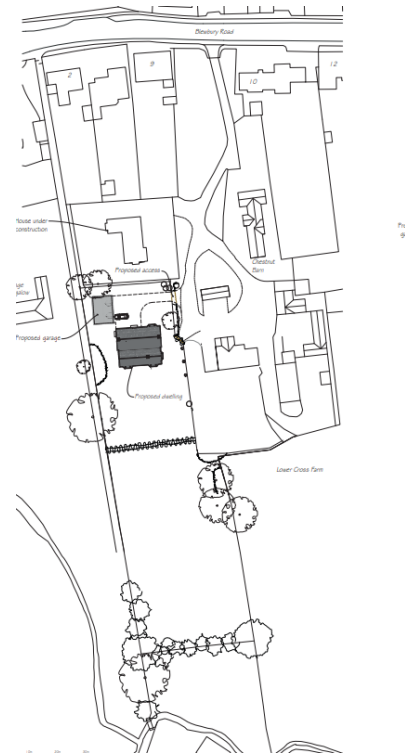 Blewbury Road
2
9
10
12
House under
construction
Chestnut
Barn
Proposed access
Proposed garage
Proposed dwelling
Lower Cross Farm